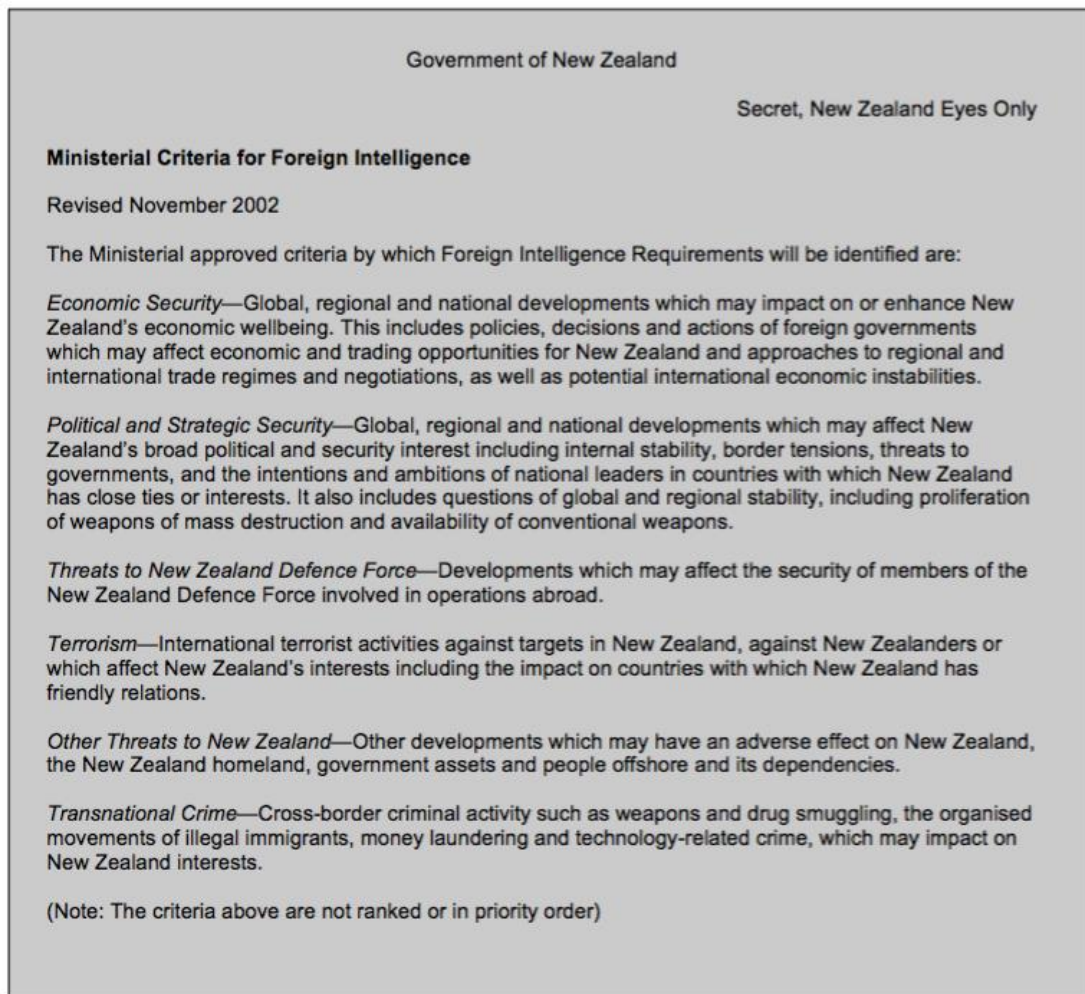 Government of New Zealand
Secret, New Zealand Eyes Only
Ministerial Criteria for Foreign Intelligence
Revised November 2002
The Ministerial approved criteria by which Foreign Intelligence Requirements will be identified are:
Economic Security—Global, regional and national developments which may impact on or enhance New
Zealand's economic wellbeing. This includes policies, decisions and actions of foreign governments
which may affect economic and trading opportunities for New Zealand and approaches to regional and
international trade regimes and negotiations, as well as potential international economic instabilities.
Political and Strategic Security—Global, regional and national developments which may affect New
Zealand's broad political and security interest including internal stability, border tensions, threats to
governments, and the intentions and ambitions of national leaders in countries with which New Zealand
has close ties or interests. It also includes questions of global and regional stability, including proliferation
of weapons of mass destruction and availability of conventional weapons.
Threats to New Zealand Defence Force—Developments which may affect the security of members of the
New Zealand Defence Force involved in operations abroad.
Terrorism—International terrorist activities against targets in New Zealand, against New Zealanders or
which affect New Zealand's interests including the impact on countries with which New Zealand has
friendly relations.
Other Threats to New Zealand—Other developments which may have an adverse effect on New Zealand,
the New Zealand homeland, government assets and people offshore and its dependencies.
Transnational Crime—Cross-border criminal activity such as weapons and drug smuggling, the organised
movements of illegal immigrants, money laundering and technology-related crime, which may impact on
New Zealand interests.
(Note: The criteria above are not ranked or in priority order)